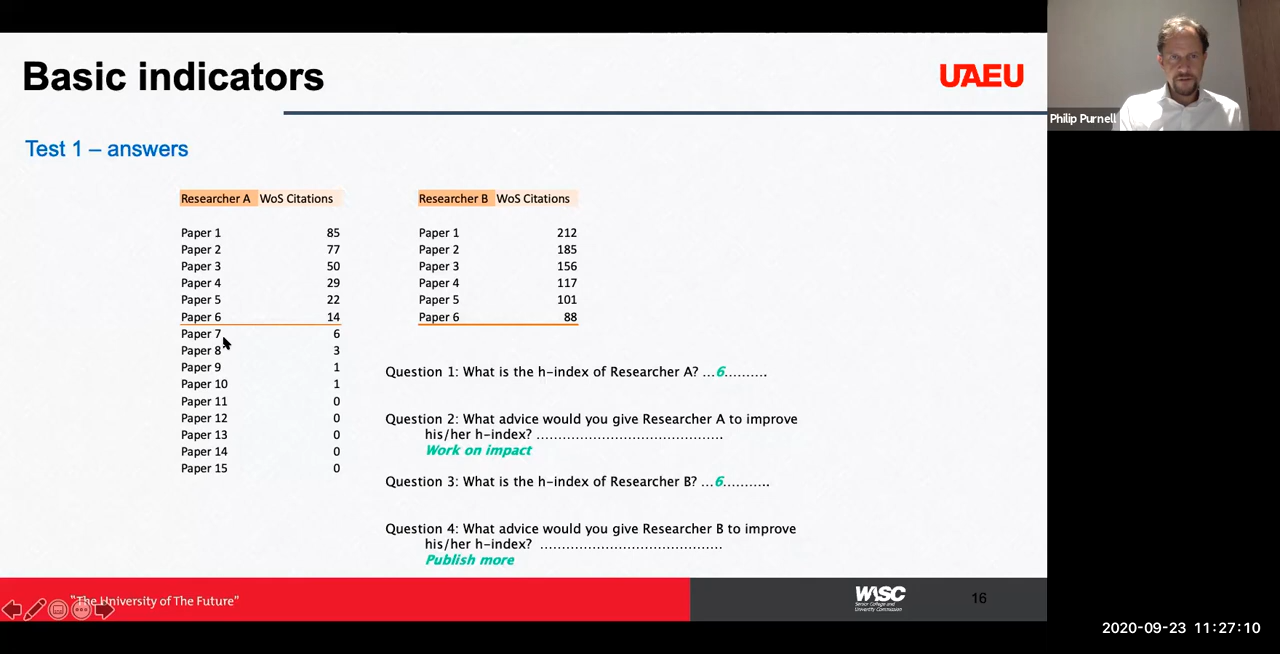 Basic indicators
UAEU
Philip Purnell
Test 1 – answers
Researcher A WoS Citations
Paper 1 85
Paper 2 77
Paper 3 50
Paper 4 29
Paper 5 22
Paper 6 14
Paper 7 6
Paper 8 3
Paper 9 1
Paper 10 1
Paper 11 0
Paper 12 0
Paper 13 0
Paper 14 0
Paper 15 0
Researcher B WoS Citations
Paper 1 212
Paper 2 185
Paper 3 156
Paper 4 117
Paper 5 101
Paper 6 88
Question 1: What is the h-index of Researcher A? ...6..........
Question 2: What advice would you give Researcher A to improve
his/her h-index? ..........................................
Work on impact
Question 3: What is the h-index of Researcher B? ...6..........
Question 4: What advice would you give Researcher B to improve
his/her h-index? ..........................................
Publish more
"The University of The Future"
WASC
Senior College and
University Commission
16
2020-09-23 11:27:10